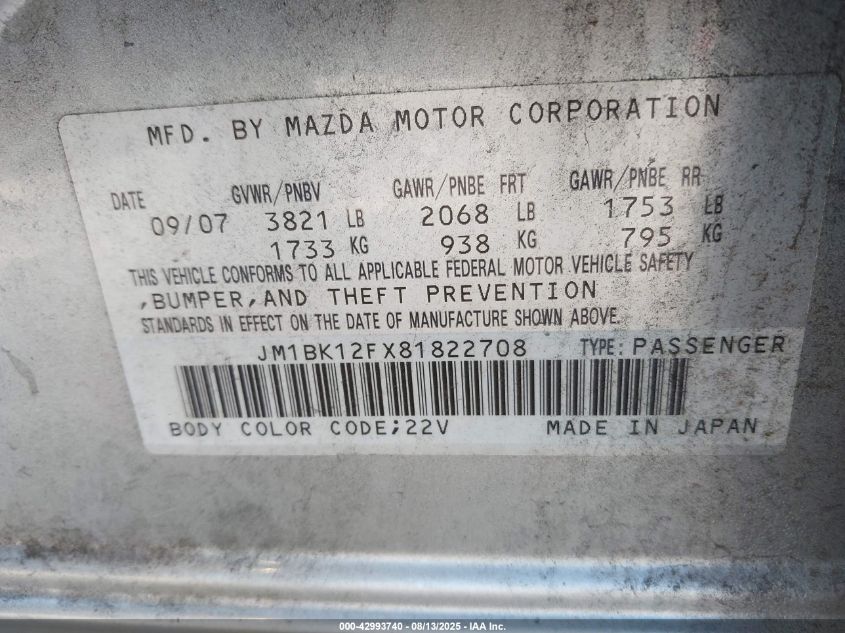 MFD. BY MAZDA MOTOR CORPORATION
DATE GVWR/PNBV GAWR/PNBE FRT GAWR/PNBE RR
09/07 3821 LB 2068 LB 1753 LB
1733 KG 938 KG 795 KG
THIS VEHICLE CONFORMS TO ALL APPLICABLE FEDERAL MOTOR VEHICLE SAFETY
,BUMPER,AND THEFT PREVENTION
STANDARDS IN EFFECT ON THE DATE OF MANUFACTURE SHOWN ABOVE.
JM1BK12FX81822708 TYPE: PASSENGER
BODY COLOR CODE;22V MADE IN JAPAN
000-42993740 - 08/13/2025 - IAA Inc.